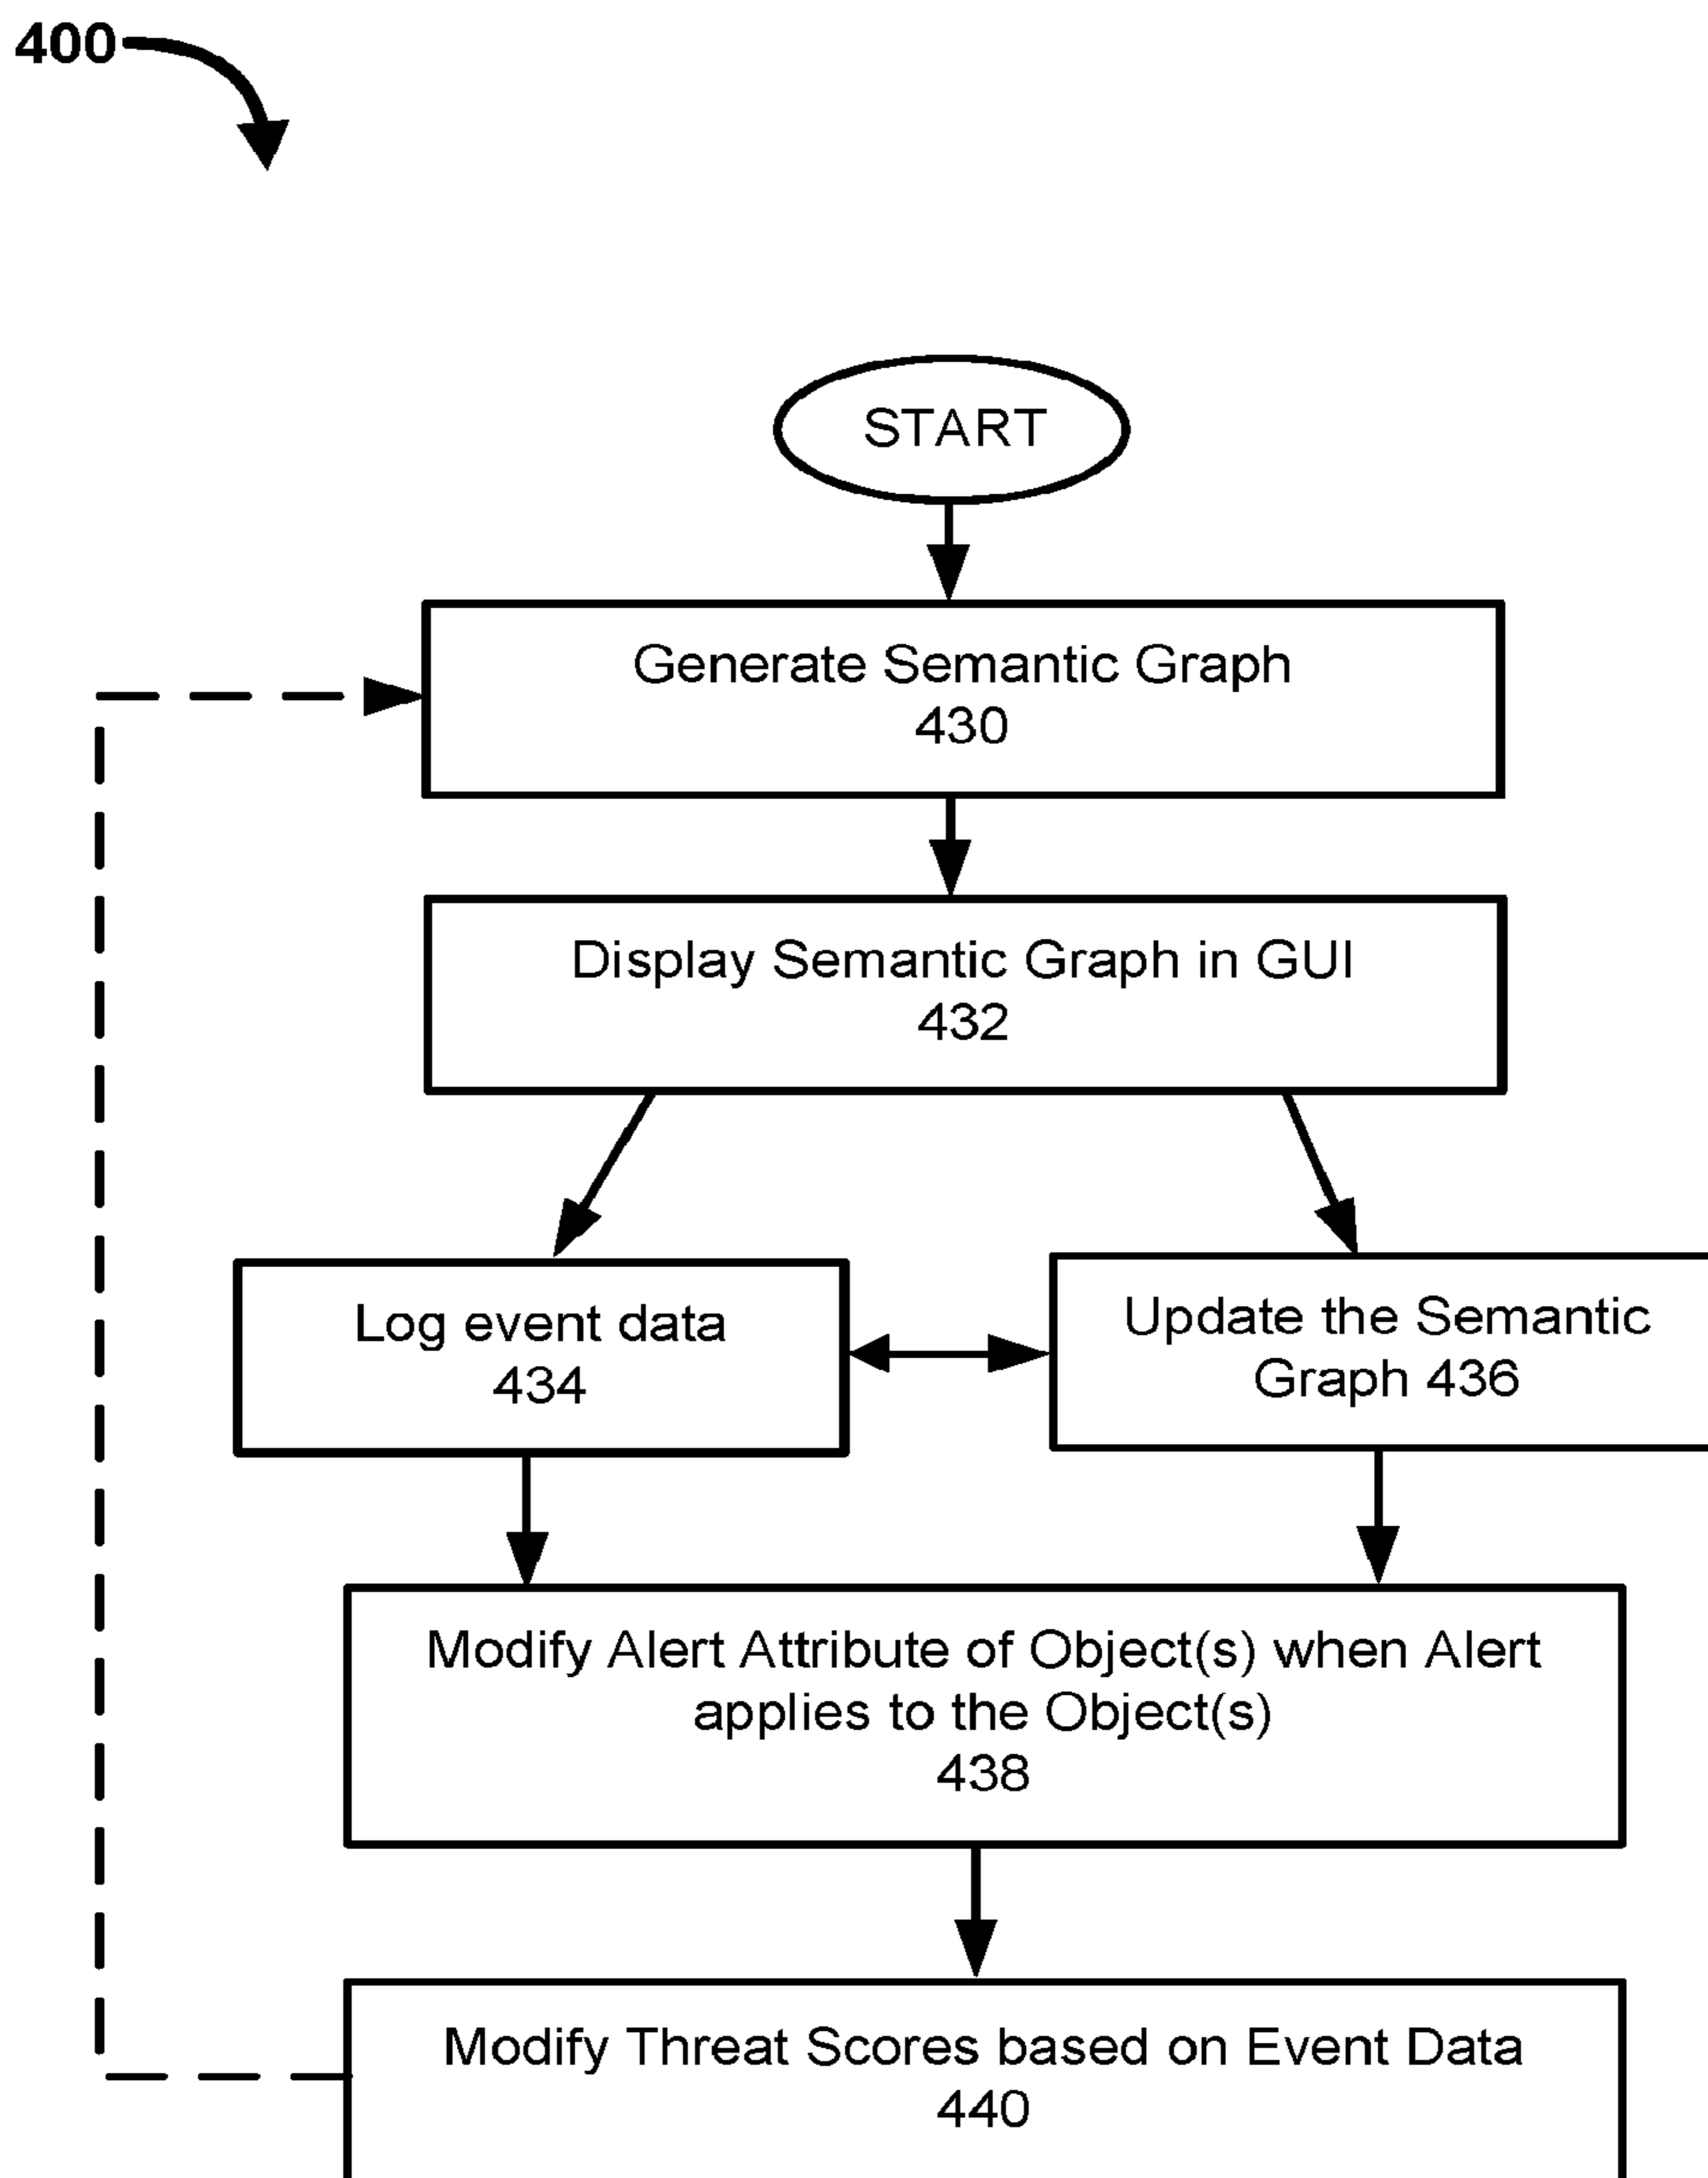 400
START
Generate Semantic Graph
430
Display Semantic Graph in GUI
432
Log event data
434
Update the Semantic
Graph 436
Modify Alert Attribute of Object(s) when Alert
applies to the Object(s)
438
Modify Threat Scores based on Event Data
440